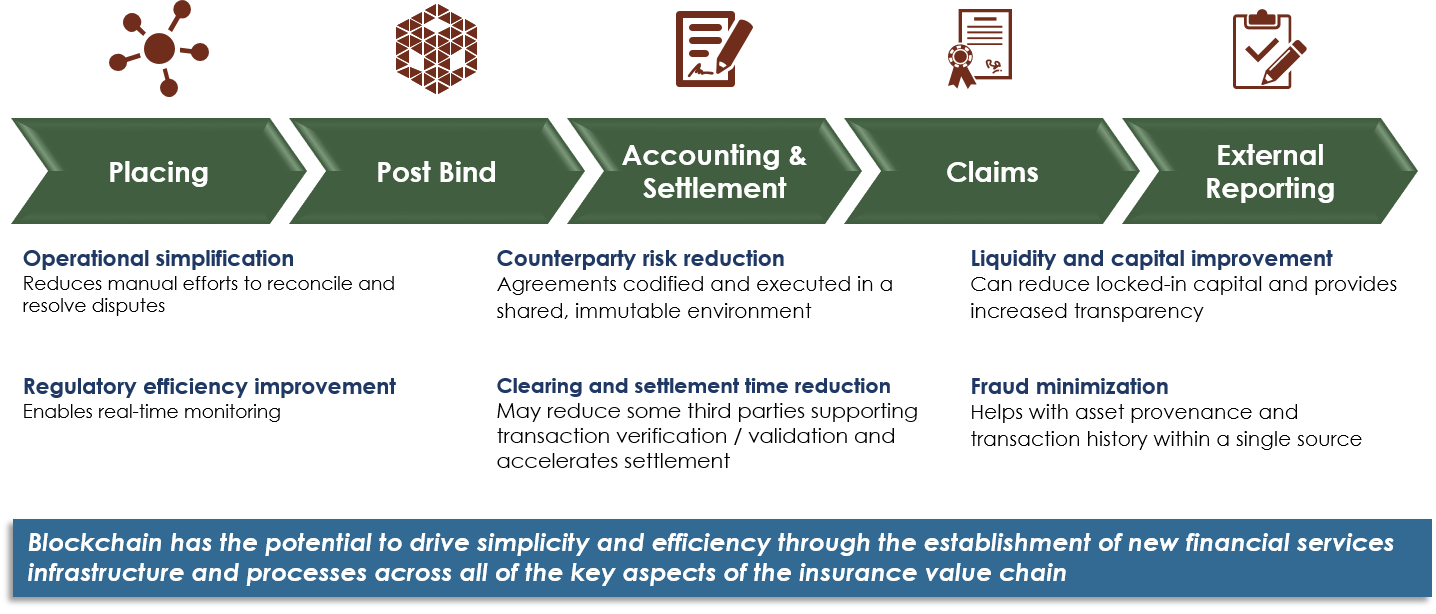 Placing
Post Bind
Accounting &
Settlement
Claims
External
Reporting
Operational simplification
Reduces manual efforts to reconcile and
resolve disputes
Counterparty risk reduction
Agreements codified and executed in a
shared, immutable environment
Liquidity and capital improvement
Can reduce locked-in capital and provides
increased transparency
Regulatory efficiency improvement
Enables real-time monitoring
Clearing and settlement time reduction
May reduce some third parties supporting
transaction verification / validation and
accelerates settlement
Fraud minimization
Helps with asset provenance and
transaction history within a single source
Blockchain has the potential to drive simplicity and efficiency through the establishment of new financial services
infrastructure and processes across all of the key aspects of the insurance value chain